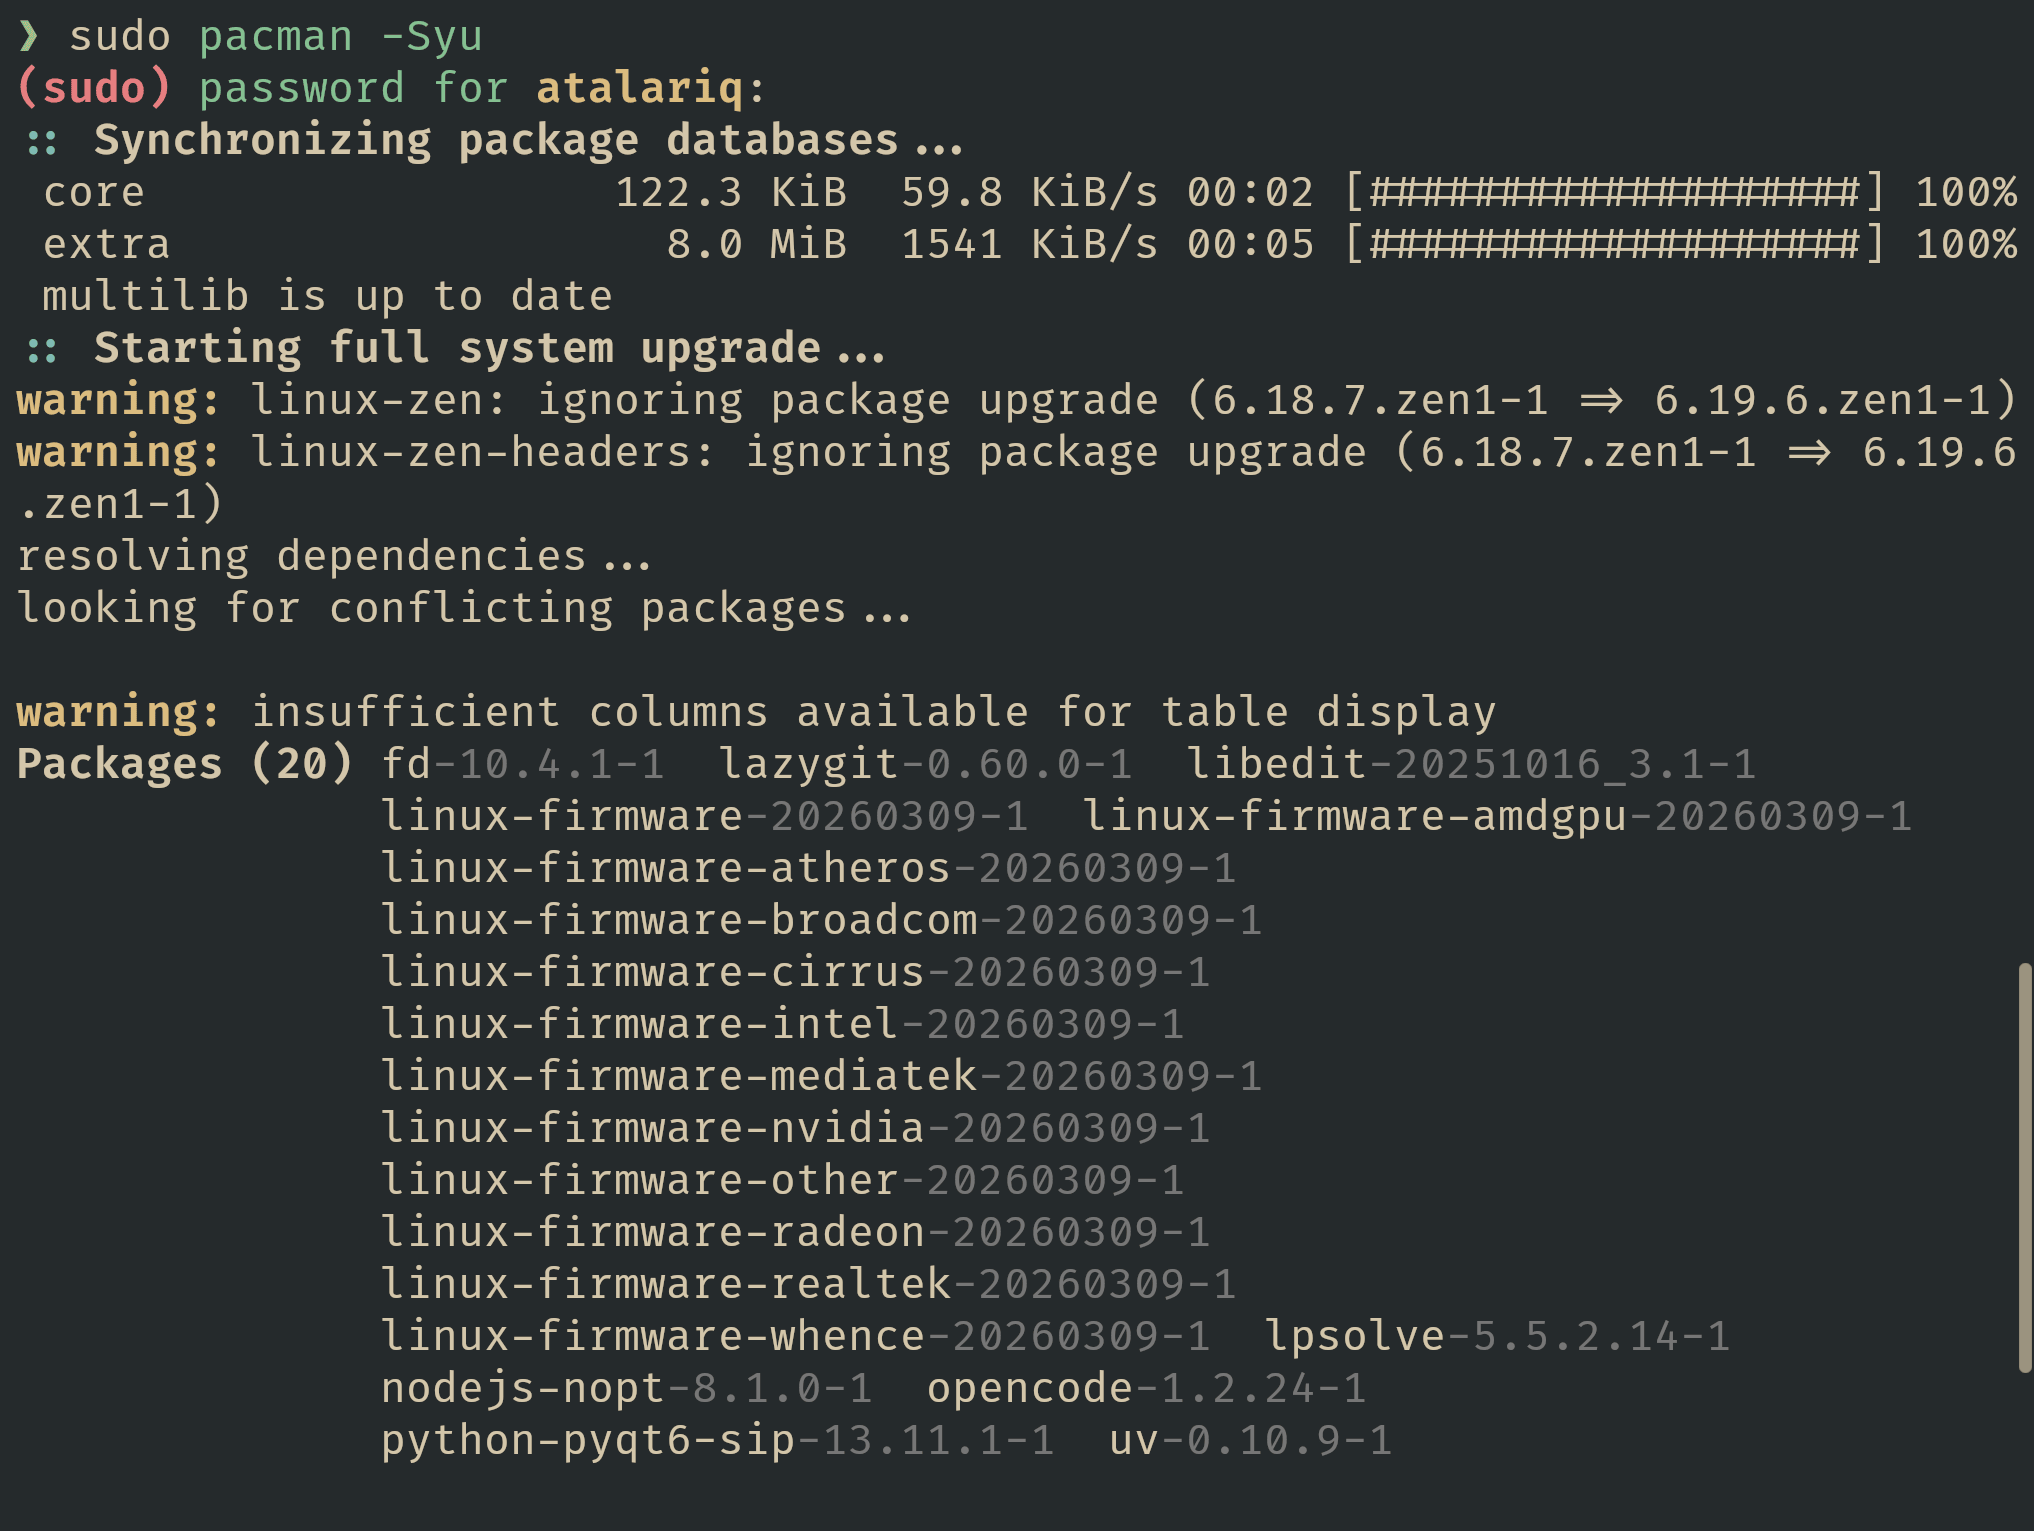 ❯ sudo pacman -Syu
(sudo) password for atalariq:
:: Synchronizing package databases...
 core                  122.3 KiB  59.8 KiB/s 00:02 [###################] 100%
 extra                   8.0 MiB  1541 KiB/s 00:05 [###################] 100%
 multilib is up to date
:: Starting full system upgrade...
warning: linux-zen: ignoring package upgrade (6.18.7.zen1-1 => 6.19.6.zen1-1)
warning: linux-zen-headers: ignoring package upgrade (6.18.7.zen1-1 => 6.19.6
.zen1-1)
resolving dependencies...
looking for conflicting packages...

warning: insufficient columns available for table display
Packages (20) fd-10.4.1-1  lazygit-0.60.0-1  libedit-20251016_3.1-1
              linux-firmware-20260309-1  linux-firmware-amdgpu-20260309-1
              linux-firmware-atheros-20260309-1
              linux-firmware-broadcom-20260309-1
              linux-firmware-cirrus-20260309-1
              linux-firmware-intel-20260309-1
              linux-firmware-mediatek-20260309-1
              linux-firmware-nvidia-20260309-1
              linux-firmware-other-20260309-1
              linux-firmware-radeon-20260309-1
              linux-firmware-realtek-20260309-1
              linux-firmware-whence-20260309-1  lpsolve-5.5.2.14-1
              nodejs-nopt-8.1.0-1  opencode-1.2.24-1
              python-pyqt6-sip-13.11.1-1  uv-0.10.9-1